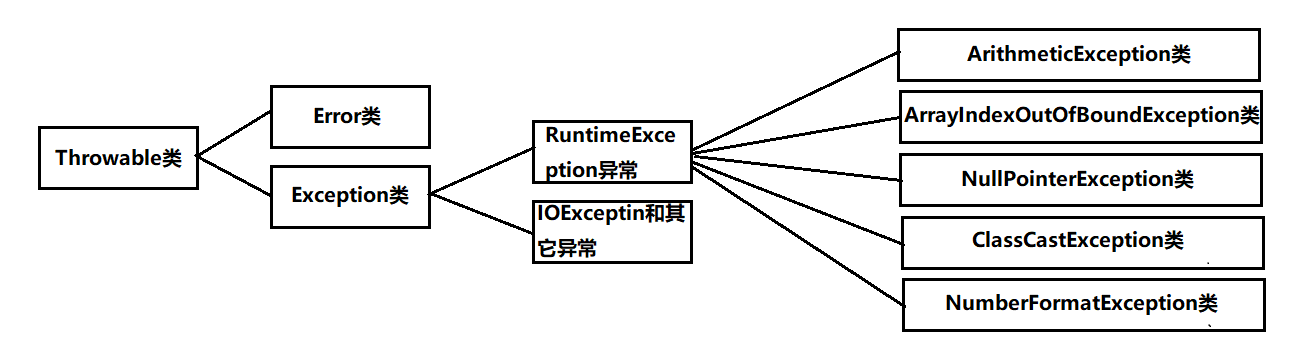 Throwable类
Error类
Exception类
RuntimeExce
ption异常
IOExceptin和其
它异常
ArithmeticException类
ArrayIndexOutOfBoundException类
NullPointerException类
ClassCastException类
NumberFormatException类